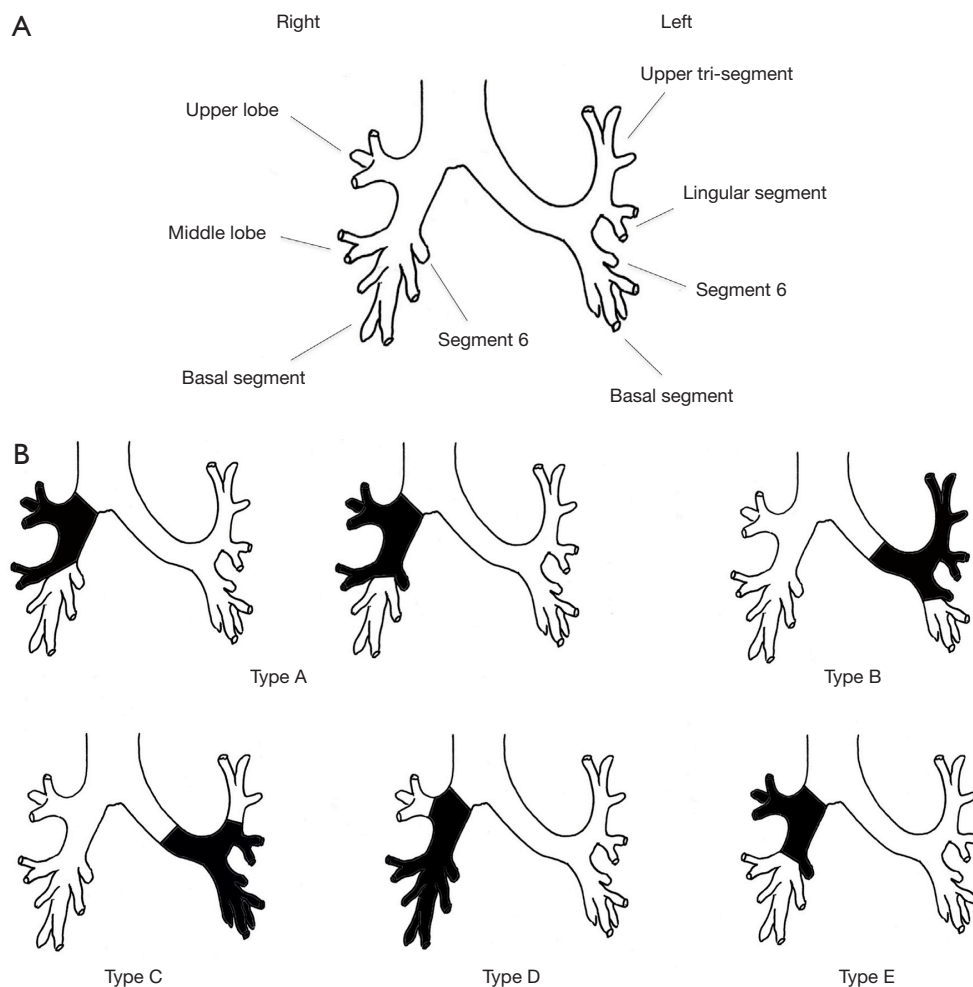 A
Right
Left
Upper tri-segment
Upper lobe
Lingular segment
Middle lobe
Segment 6
Segment 6
Basal segment
Basal segment
B
Type A
Type B
Type C
Type D
Type E